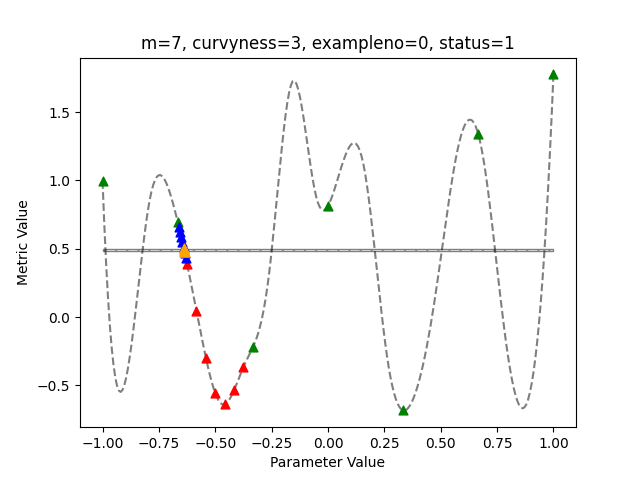 m=7, curvyness=3, exampleno=0, status=1
Metric Value
1.5
1.0
0.5
0.0
−0.5
−1.00 −0.75 −0.50 −0.25 0.00 0.25 0.50 0.75 1.00
Parameter Value